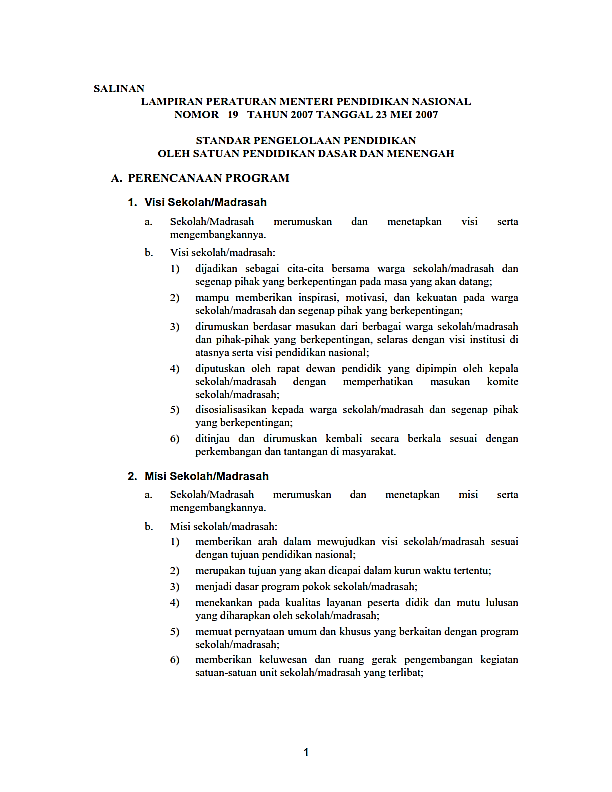 SALINAN
LAMPIRAN PERATURAN MENTERI PENDIDIKAN NASIONAL
NOMOR 19 TAHUN 2007 TANGGAL 23 MEI 2007
STANDAR PENGELOLAAN PENDIDIKAN
OLEH SATUAN PENDIDIKAN DASAR DAN MENENGAH
A. PERENCANAAN PROGRAM
1. Visi Sekolah/Madrasah
a. Sekolah/Madrasah merumuskan dan menetapkan visi serta
mengembangkannya.
b. Visi sekolah/madrasah:
1) dijadikan sebagai cita-cita bersama warga sekolah/madrasah dan
segenap pihak yang berkepentingan pada masa yang akan datang;
2) mampu memberikan inspirasi, motivasi, dan kekuatan pada warga
sekolah/madrasah dan segenap pihak yang berkepentingan;
3) dirumuskan berdasar masukan dari berbagai warga sekolah/madrasah
dan pihak-pihak yang berkepentingan, selaras dengan visi institusi di
atasnya serta visi pendidikan nasional;
4) diputuskan oleh rapat dewan pendidik yang dipimpin oleh kepala
sekolah/madrasah dengan memperhatikan masukan komite
sekolah/madrasah;
5) disosialisasikan kepada warga sekolah/madrasah dan segenap pihak
yang berkepentingan;
6) ditinjau dan dirumuskan kembali secara berkala sesuai dengan
perkembangan dan tantangan di masyarakat.
2. Misi Sekolah/Madrasah
a. Sekolah/Madrasah merumuskan dan menetapkan misi serta
mengembangkannya.
b. Misi sekolah/madrasah:
1) memberikan arah dalam mewujudkan visi sekolah/madrasah sesuai
dengan tujuan pendidikan nasional;
2) merupakan tujuan yang akan dicapai dalam kurun waktu tertentu;
3) menjadi dasar program pokok sekolah/madrasah;
4) menekankan pada kualitas layanan peserta didik dan mutu lulusan
yang diharapkan oleh sekolah/madrasah;
5) memuat pernyataan umum dan khusus yang berkaitan dengan program
sekolah/madrasah;
6) memberikan keluwesan dan ruang gerak pengembangan kegiatan
satuan-satuan unit sekolah/madrasah yang terlibat;
1